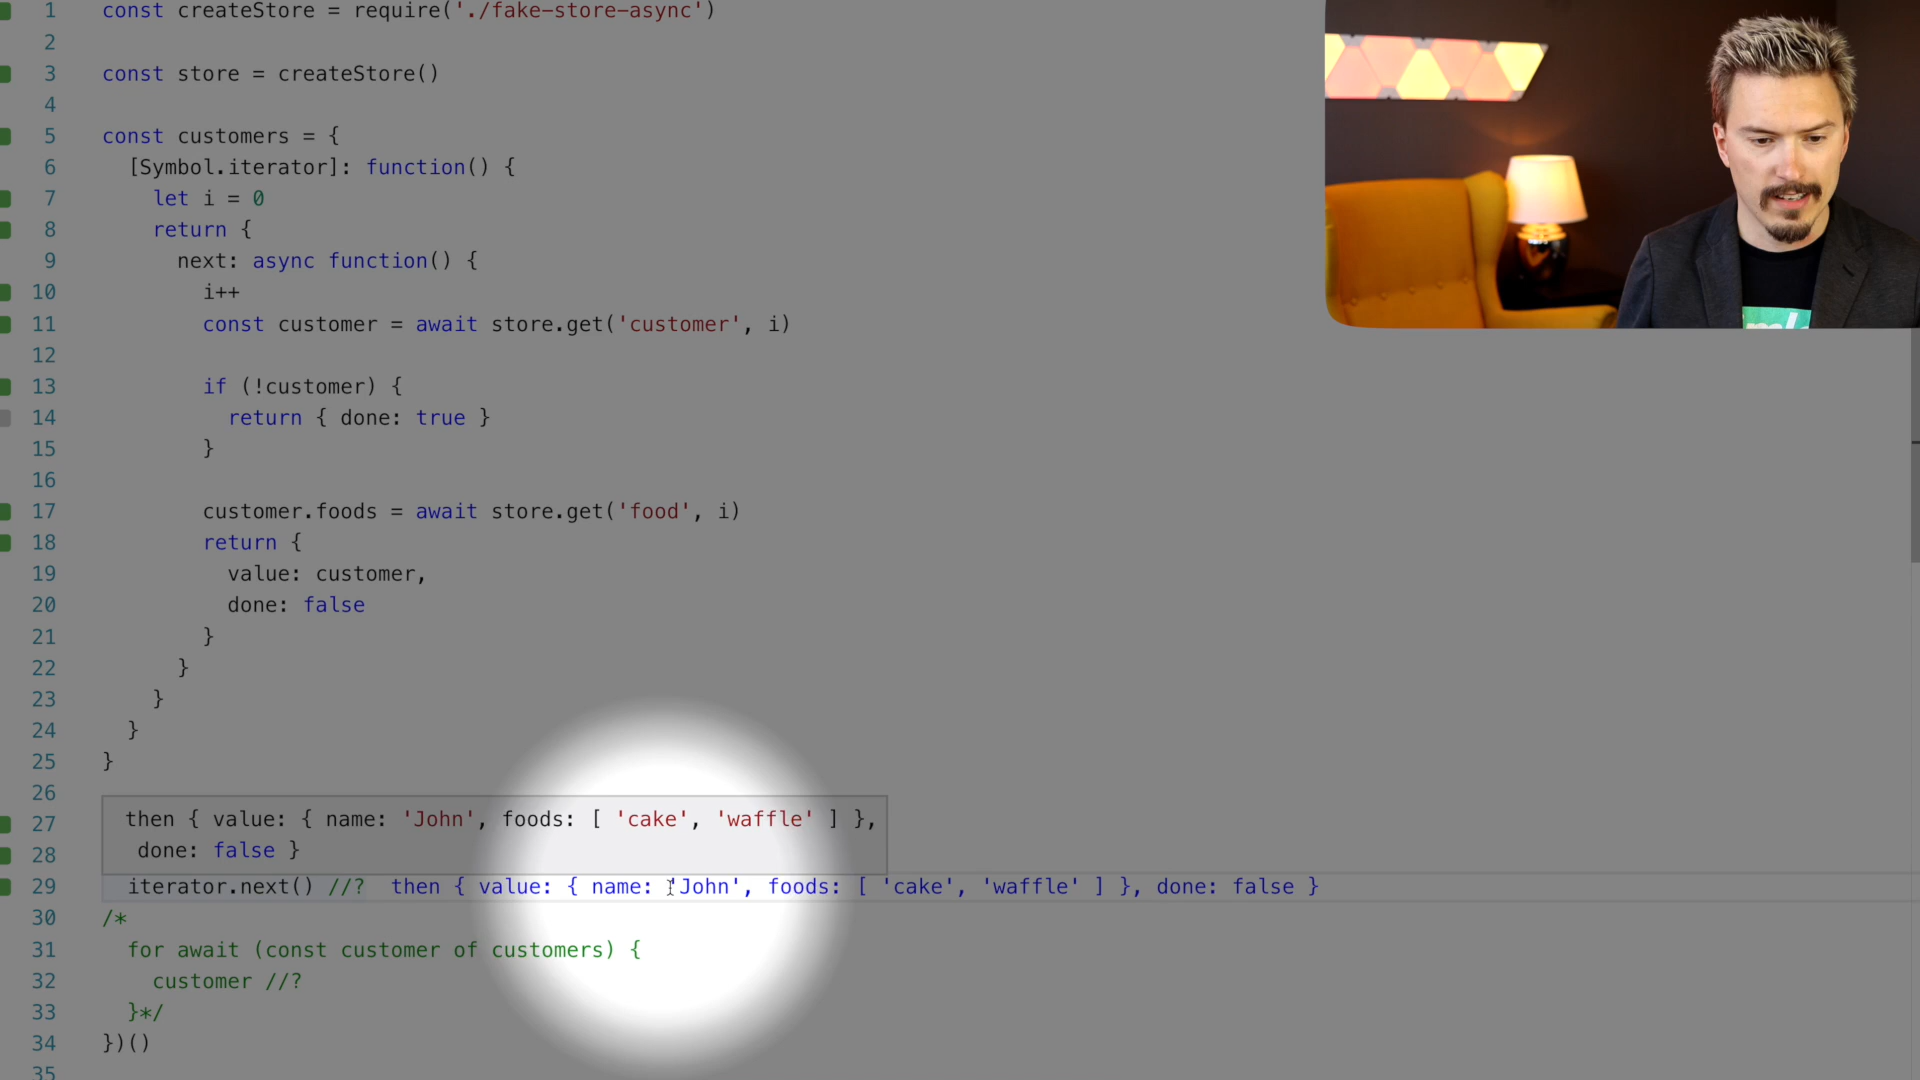 1 const createStore = require('./fake-store-async')
2
3 const store = createStore()
4
5 const customers = {
6 [Symbol.iterator]: function() {
7 let i = 0
8 return {
9 next: async function() {
10 i++
11 const customer = await store.get('customer', i)
12
13 if (!customer) {
14 return { done: true }
15 }
16
17 customer.foods = await store.get('food', i)
18 return {
19 value: customer,
20 done: false
21 }
22 }
23 }
24 }
25 }
26
27 then { value: { name: 'John', foods: [ 'cake', 'waffle' ] },
28 done: false }
29 iterator.next() //? then { value: { name: 'John', foods: [ 'cake', 'waffle' ] }, done: false }
30 /*
31 for await (const customer of customers) {
32 customer //?
33 }*/
34 })()
35